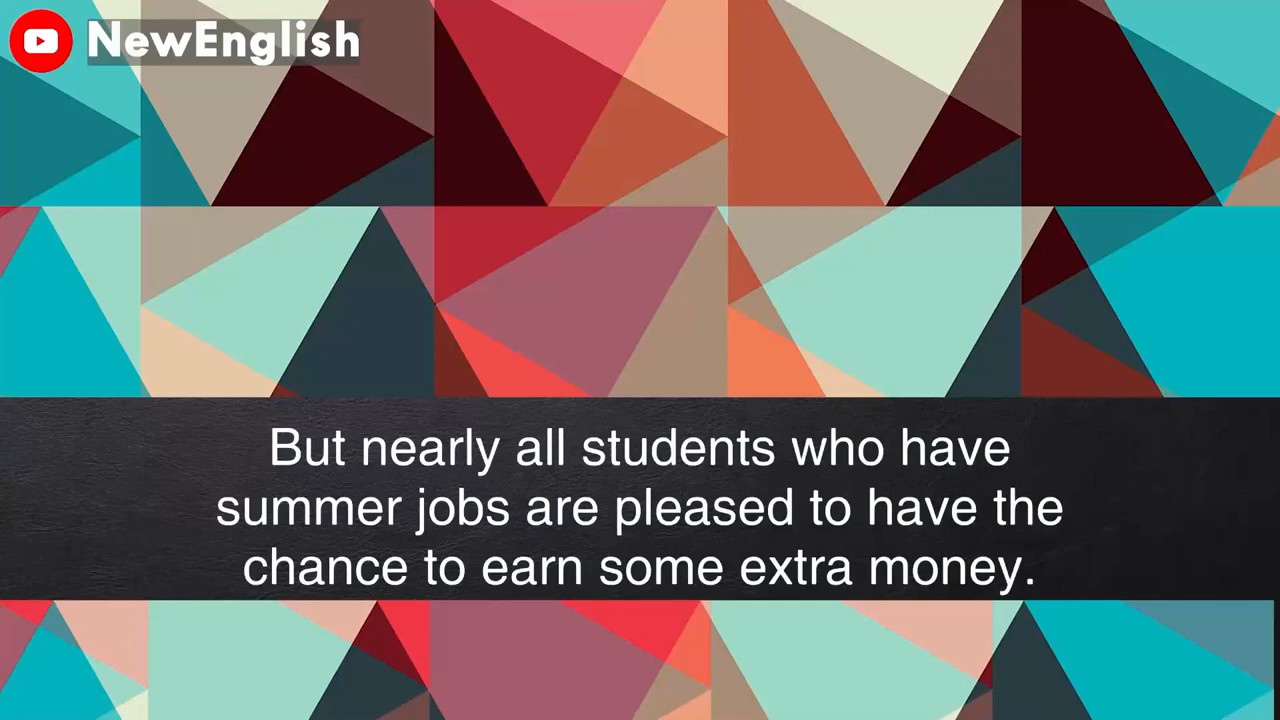 NewEnglish
But nearly all students who have
summer jobs are pleased to have the
chance to earn some extra money.